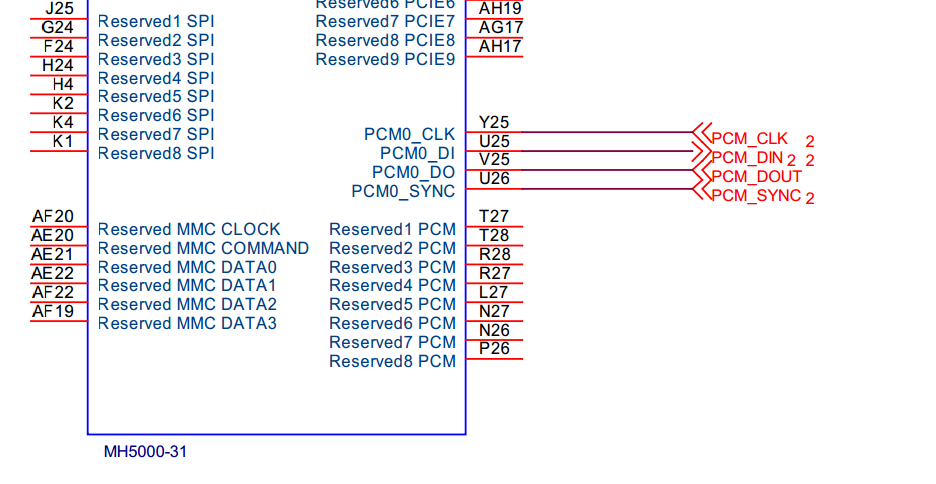 J25
Reserved1 SPI
G24
Reserved2 SPI
F24
Reserved3 SPI
H24
Reserved4 SPI
H4
Reserved5 SPI
K2
Reserved6 SPI
K4
Reserved7 SPI
K1
Reserved8 SPI
Reserved6 PCIE6
AH19
Reserved7 PCIE7
AG17
Reserved8 PCIE8
AH17
Reserved9 PCIE9
PCM0_CLK Y25 PCM_CLK 2
PCM0_DI U25 PCM_DIN 2 2
PCM0_DO V25 PCM_DOUT
PCM0_SYNC U26 PCM_SYNC 2
AF20
Reserved MMC CLOCK
AE20
Reserved MMC COMMAND
AE21
Reserved MMC DATA0
AE22
Reserved MMC DATA1
AF22
Reserved MMC DATA2
AF19
Reserved MMC DATA3
T27
Reserved1 PCM
T28
Reserved2 PCM
R28
Reserved3 PCM
R27
Reserved4 PCM
L27
Reserved5 PCM
N27
Reserved6 PCM
N26
Reserved7 PCM
P26
Reserved8 PCM
MH5000-31